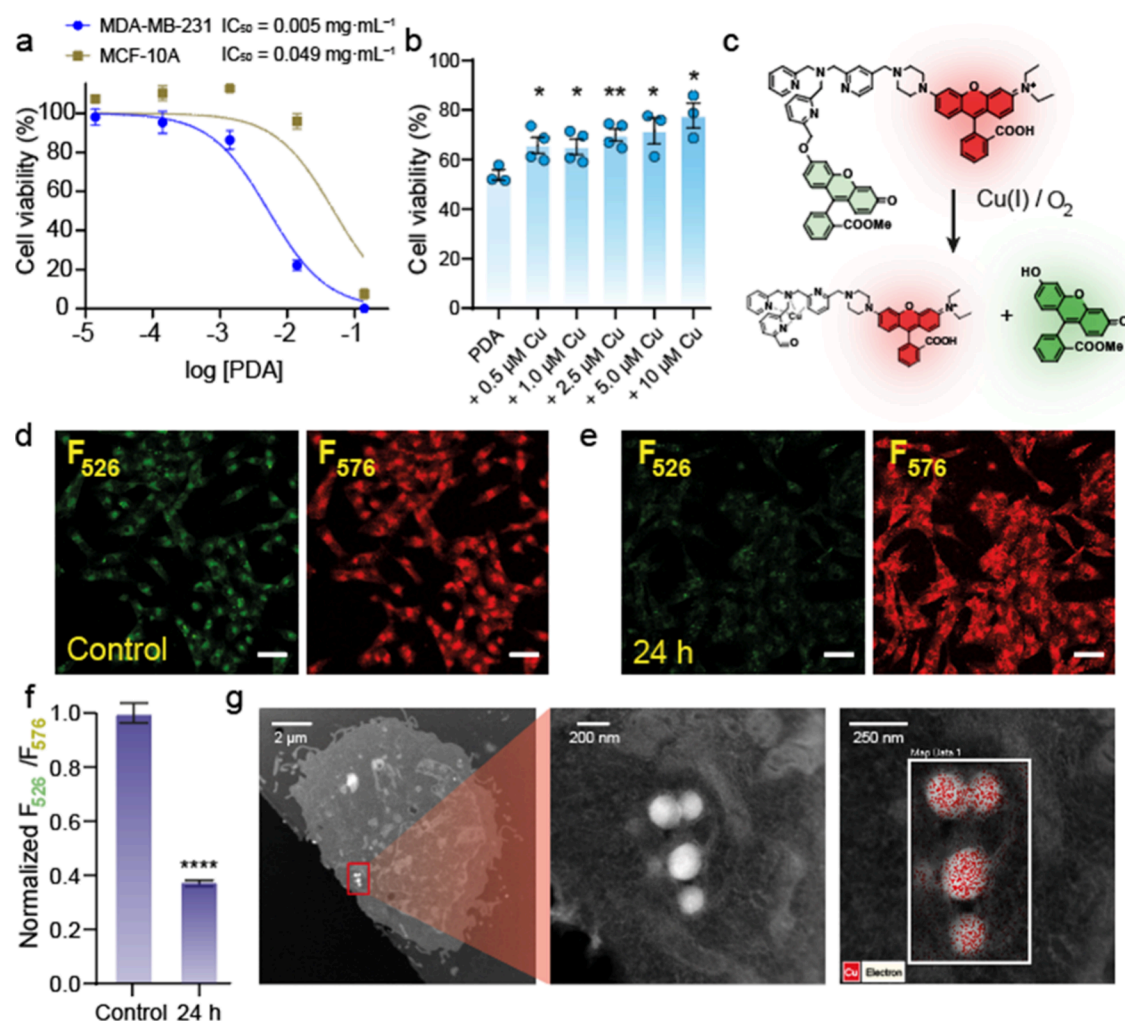 a
MDA-MB-231 IC50 = 0.005 mg·mL⁻¹
MCF-10A IC50 = 0.049 mg·mL⁻¹
Cell viability (%)
100
80
60
40
20
0
-5
-4
-3
-2
-1
log [PDA]
b
Cell viability (%)
100
80
60
40
20
0
*
*
**
*
*
PDA
+ 0.5 µM Cu
+ 1.0 µM Cu
+ 2.5 µM Cu
+ 5.0 µM Cu
+ 10 µM Cu
c
N
N
N
N
N
N
N
O
N+
COOH
O
O
O
COOMe
Cu(I) / O2
N
N
N
N
N
Cu
N
O
O
N+
COOH
+
HO
O
O
COOMe
d
F526
Control
F576
e
F526
24 h
F576
f
Normalized F526/F576
1.0
0.8
0.6
0.4
0.2
0.0
****
Control
24 h
g
2 µm
200 nm
250 nm
Map Data 1
Cu
Electron